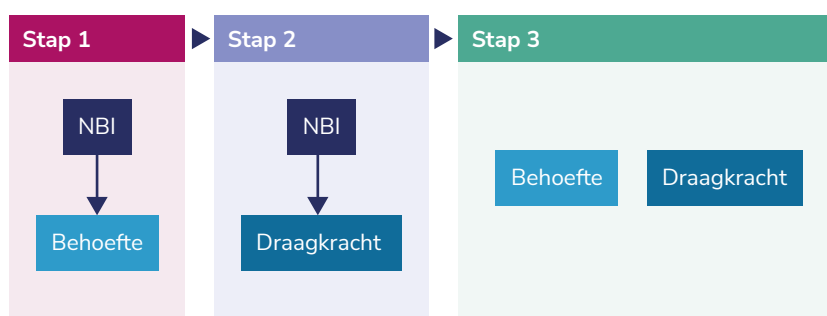 Stap 1
NBI
Behoefte
Stap 2
NBI
Draagkracht
Stap 3
Behoefte
Draagkracht